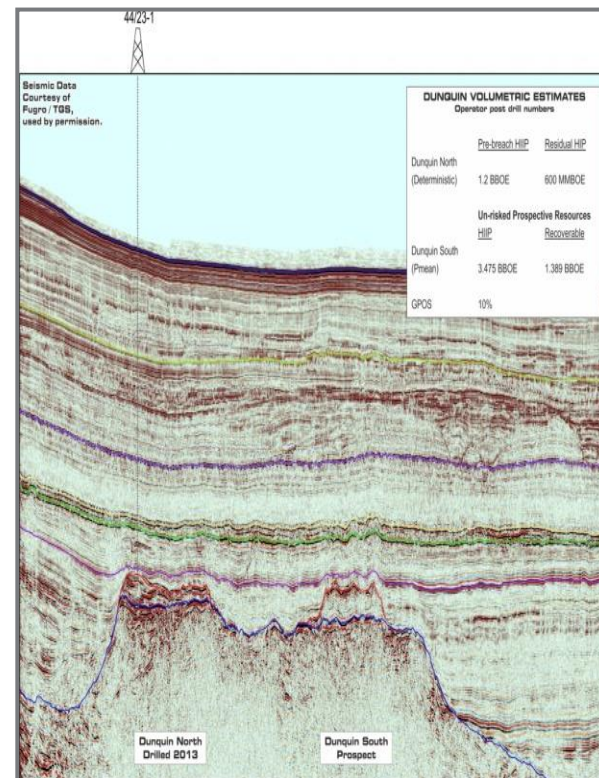 44/23-1
Seismic Data
Courtesy of
Fugro / TGS,
used by permission.
DUNQUIN VOLUMETRIC ESTIMATES
Operator post drill numbers
Pre-breach HIIP Residual HIP
Dunquin North
(Deterministic) 1.2 BBOE 600 MMBOE
Un-risked Prospective Resources
HIIP Recoverable
Dunquin South
(Pmean) 3.475 BBOE 1.389 BBOE
GPOS 10%
Dunquin North
Drilled 2013
Dunquin South
Prospect